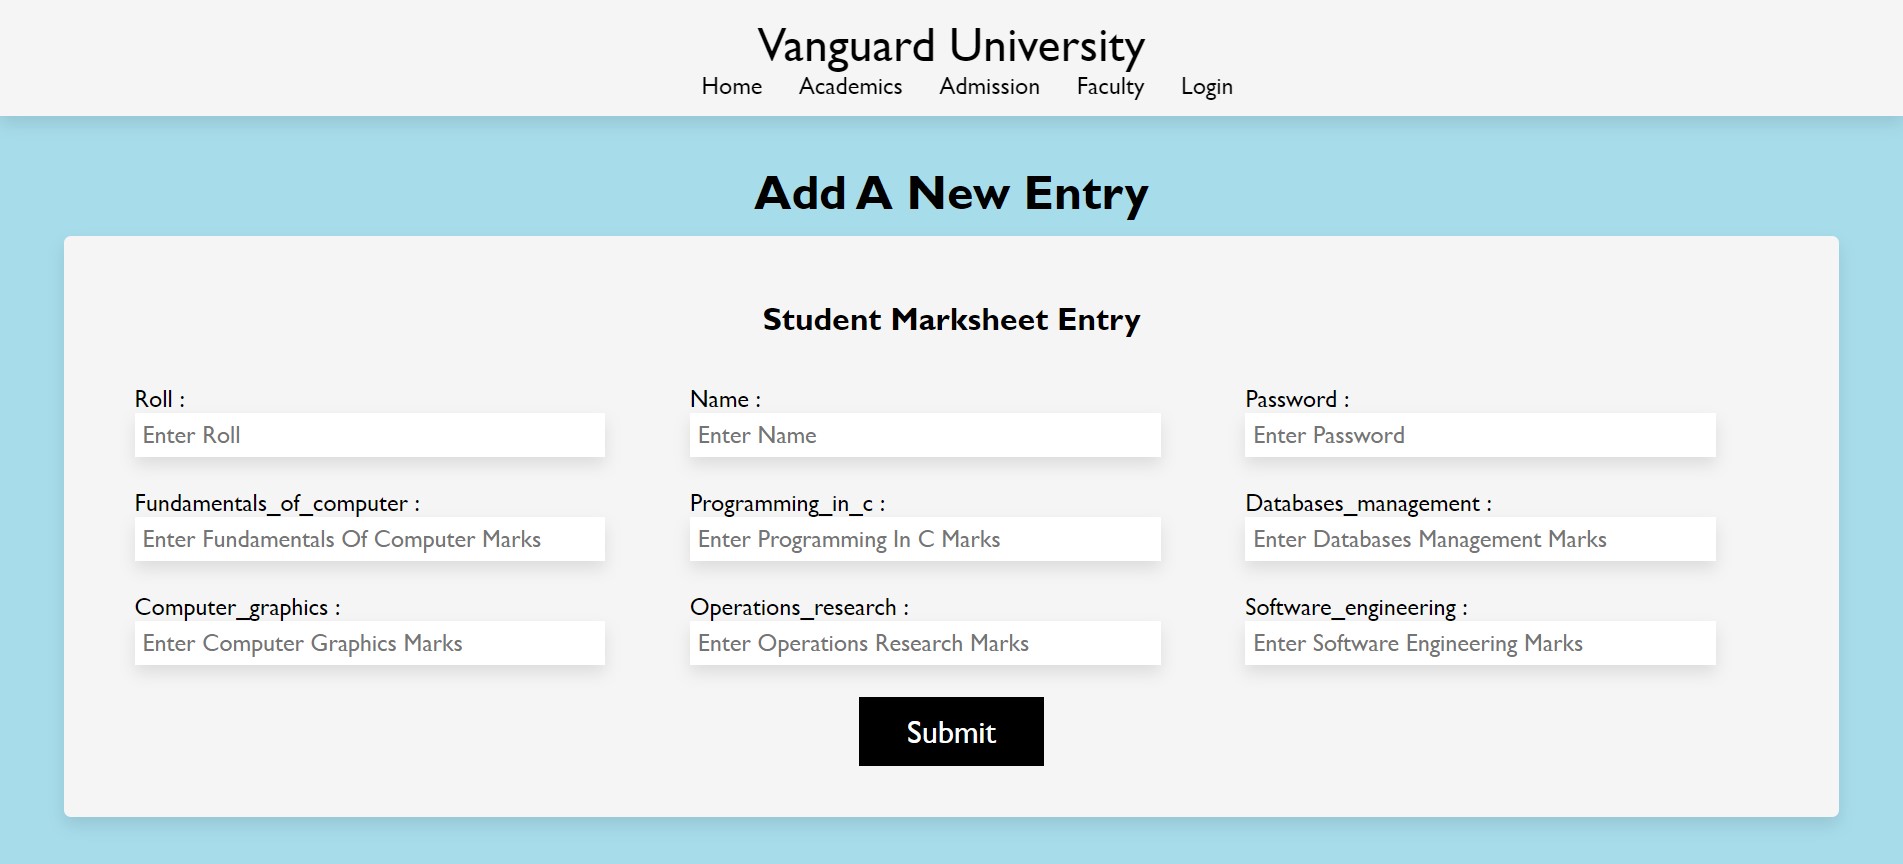 Vanguard University
Home Academics Admission Faculty Login
Add A New Entry
Student Marksheet Entry
Roll : Name : Password :
Enter Roll Enter Name Enter Password
Fundamentals_of_computer : Programming_in_c : Databases_management :
Enter Fundamentals Of Computer Marks Enter Programming In C Marks Enter Databases Management Marks
Computer_graphics : Operations_research : Software_engineering :
Enter Computer Graphics Marks Enter Operations Research Marks Enter Software Engineering Marks
Submit